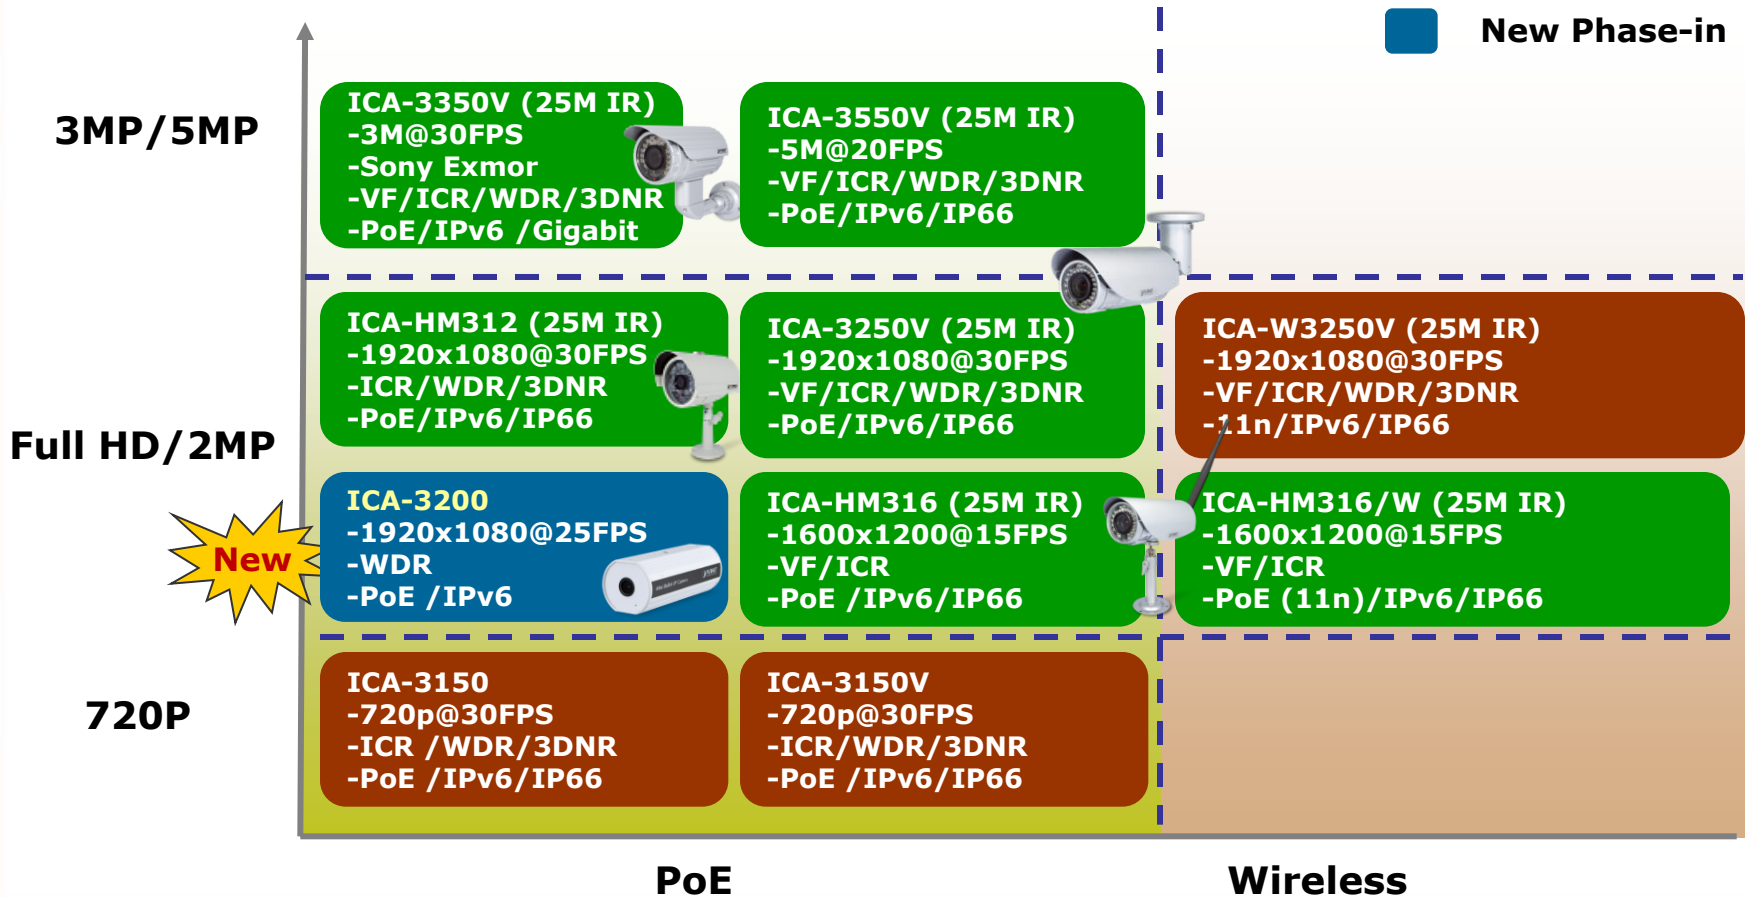 New Phase-in
3MP/5MP
ICA-3350V (25M IR)
-3M@30FPS
-Sony Exmor
-VF/ICR/WDR/3DNR
-PoE/IPv6 /Gigabit
ICA-3550V (25M IR)
-5M@20FPS
-VF/ICR/WDR/3DNR
-PoE/IPv6/IP66
Full HD/2MP
ICA-HM312 (25M IR)
-1920x1080@30FPS
-ICR/WDR/3DNR
-PoE/IPv6/IP66
ICA-3250V (25M IR)
-1920x1080@30FPS
-VF/ICR/WDR/3DNR
-PoE/IPv6/IP66
ICA-W3250V (25M IR)
-1920x1080@30FPS
-VF/ICR/WDR/3DNR
-11n/IPv6/IP66
New
ICA-3200
-1920x1080@25FPS
-WDR
-PoE /IPv6
ICA-HM316 (25M IR)
-1600x1200@15FPS
-VF/ICR
-PoE /IPv6/IP66
ICA-HM316/W (25M IR)
-1600x1200@15FPS
-VF/ICR
-PoE (11n)/IPv6/IP66
720P
ICA-3150
-720p@30FPS
-ICR /WDR/3DNR
-PoE /IPv6/IP66
ICA-3150V
-720p@30FPS
-ICR/WDR/3DNR
-PoE /IPv6/IP66
PoE
Wireless